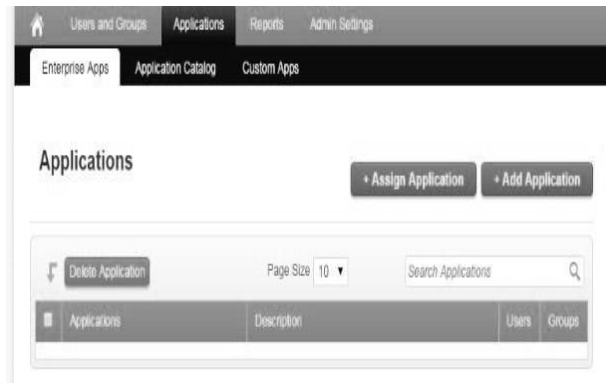 Users and Groups Applications Reports Admin Settings
Enterprise Apps Application Catalog Custom Apps
Applications
+ Assign Application + Add Application
Delete Application Page Size 10 Search Applications
Applications Description Users Groups